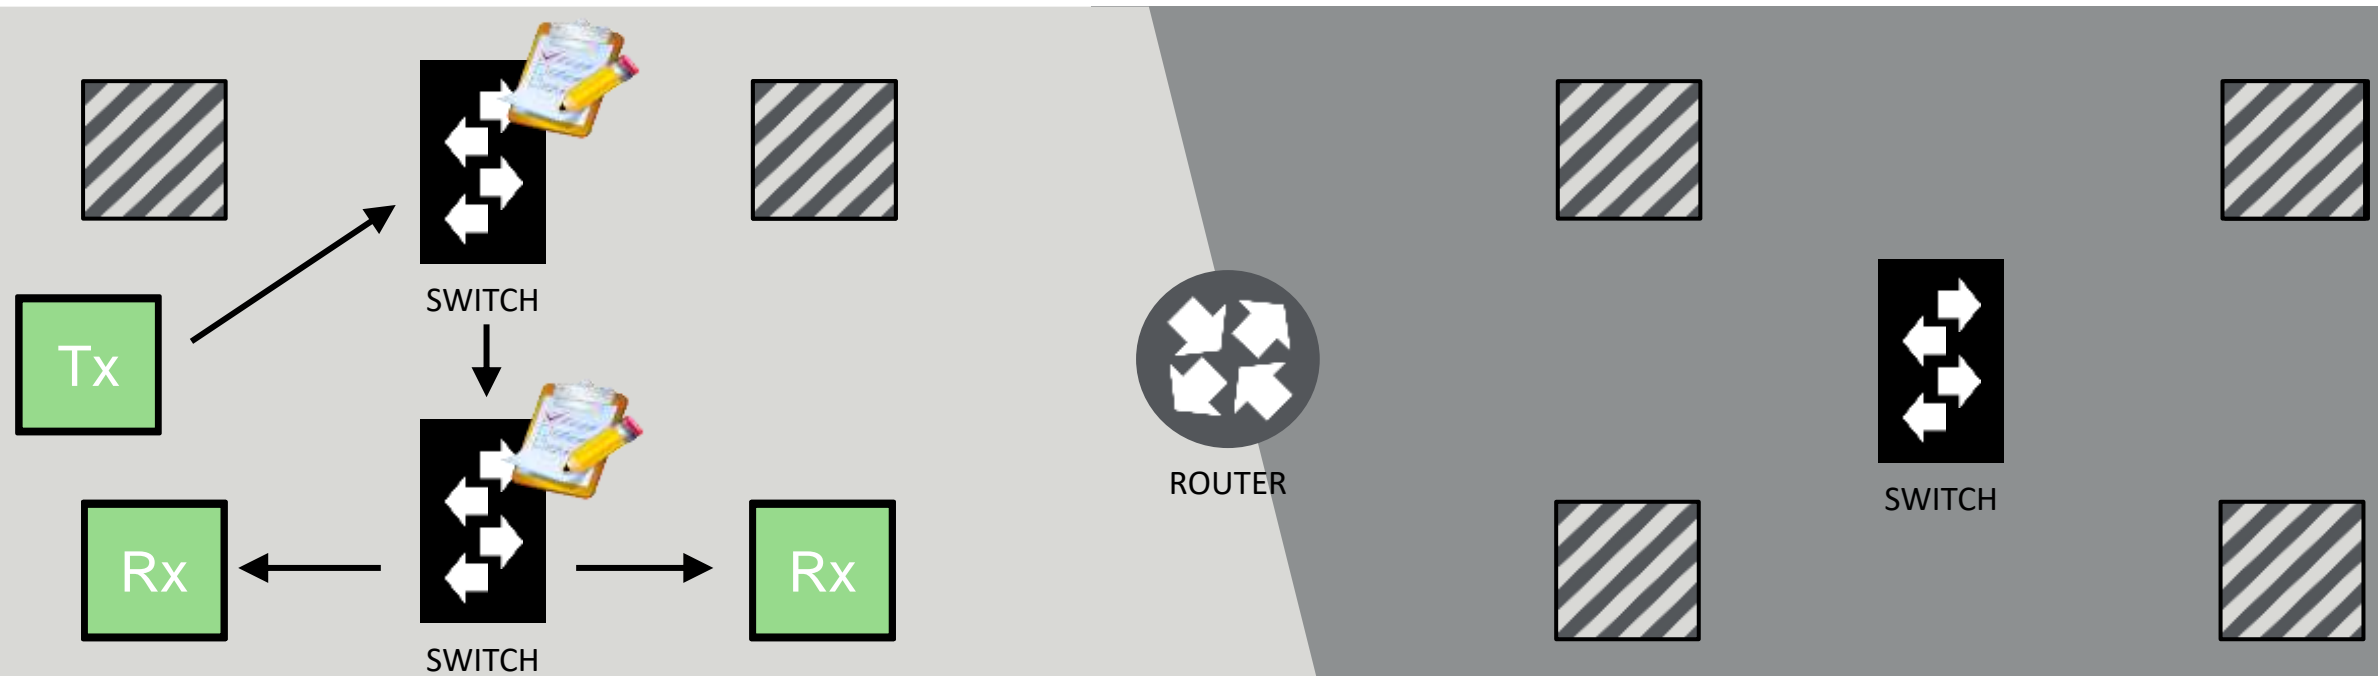 SWITCH
Tx
ROUTER
SWITCH
Rx
Rx
SWITCH